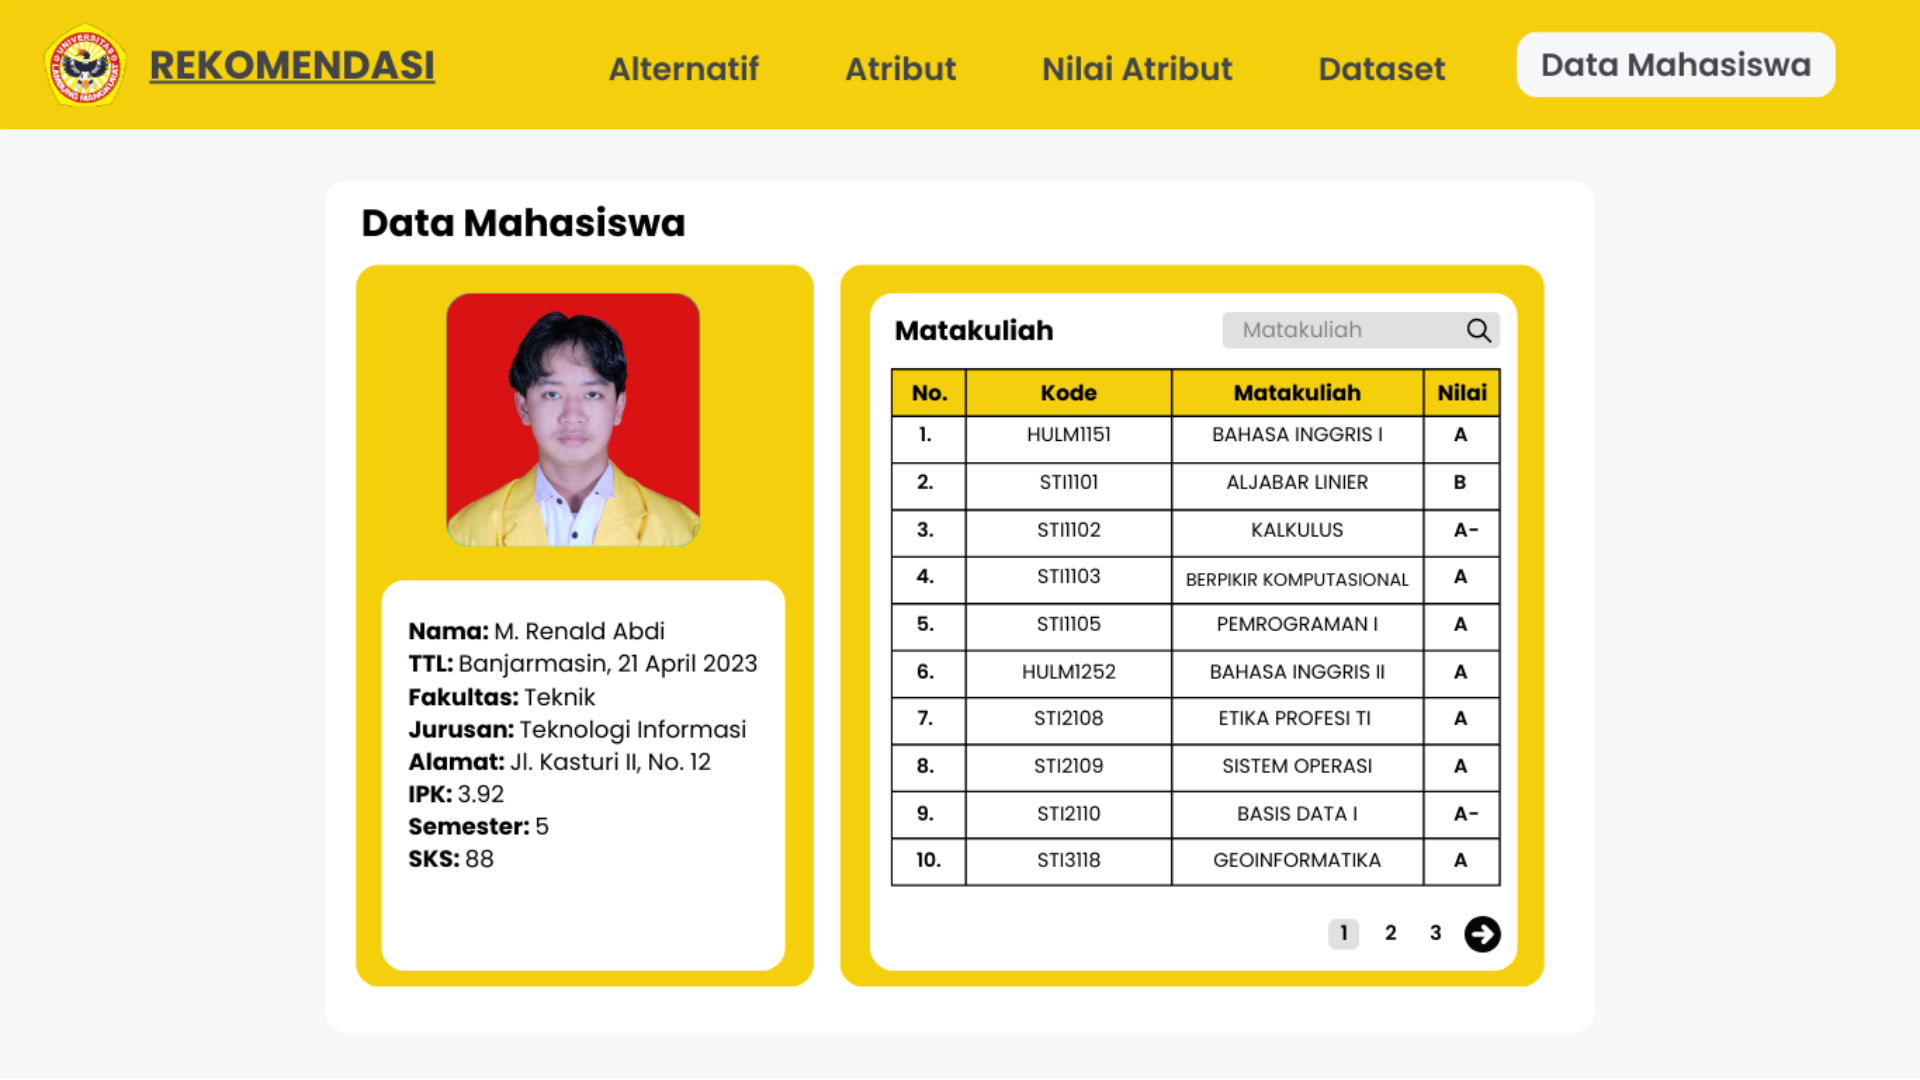 UNIVERSITAS
LAMBUNG MANGKURAT
REKOMENDASI
Alternatif
Atribut
Nilai Atribut
Dataset
Data Mahasiswa
Data Mahasiswa
Nama: M. Renald Abdi
TTL: Banjarmasin, 21 April 2023
Fakultas: Teknik
Jurusan: Teknologi Informasi
Alamat: Jl. Kasturi II, No. 12
IPK: 3.92
Semester: 5
SKS: 88
Matakuliah
Matakuliah
No. Kode Matakuliah Nilai
1. HULM1151 BAHASA INGGRIS I A
2. STI1101 ALJABAR LINIER B
3. STI1102 KALKULUS A-
4. STI1103 BERPIKIR KOMPUTASIONAL A
5. STI1105 PEMROGRAMAN I A
6. HULM1252 BAHASA INGGRIS II A
7. STI2108 ETIKA PROFESI TI A
8. STI2109 SISTEM OPERASI A
9. STI2110 BASIS DATA I A-
10. STI3118 GEOINFORMATIKA A
1 2 3